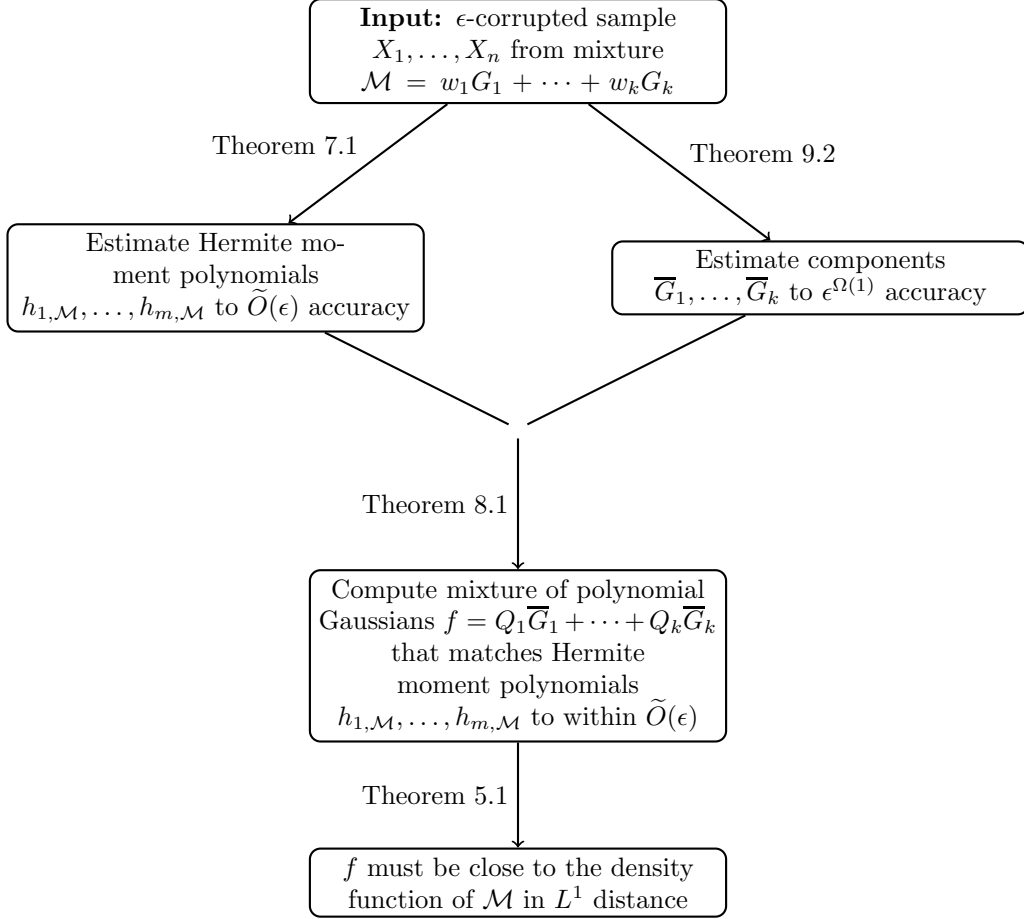 Input: ϵ-corrupted sample
X₁, . . . , Xₙ from mixture
ℳ = w₁G₁ + · · · + wₖGₖ
Theorem 7.1
Theorem 9.2
Estimate Hermite mo-
ment polynomials
h₁,ℳ, . . . , hₘ,ℳ to Õ(ϵ) accuracy
Estimate components
G̅₁, . . . , G̅ₖ to ϵ^Ω(1) accuracy
Theorem 8.1
Compute mixture of polynomial
Gaussians f = Q₁G̅₁ + · · · + QₖG̅ₖ
that matches Hermite
moment polynomials
h₁,ℳ, . . . , hₘ,ℳ to within Õ(ϵ)
Theorem 5.1
f must be close to the density
function of ℳ in L¹ distance